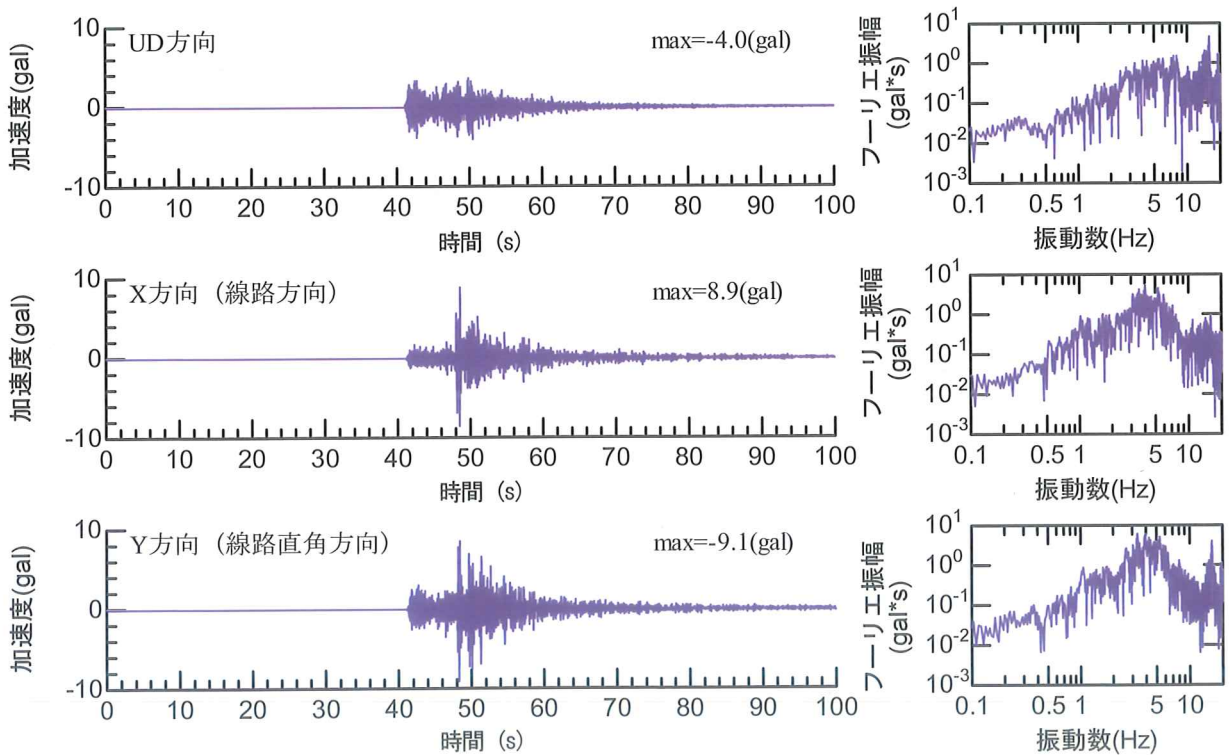 10
UD方向
max=-4.0(gal)
加速度(gal)
0
-10
0 10 20 30 40 50 60 70 80 90 100
時間 (s)
フーリエ振幅
(gal*s)
10¹
10⁰
10⁻¹
10⁻²
10⁻³
0.1 0.5 1 5 10
振動数(Hz)
10
X方向 (線路方向)
max=8.9(gal)
加速度(gal)
0
-10
0 10 20 30 40 50 60 70 80 90 100
時間 (s)
フーリエ振幅
(gal*s)
10¹
10⁰
10⁻¹
10⁻²
10⁻³
0.1 0.5 1 5 10
振動数(Hz)
10
Y方向 (線路直角方向)
max=-9.1(gal)
加速度(gal)
0
-10
0 10 20 30 40 50 60 70 80 90 100
時間 (s)
フーリエ振幅
(gal*s)
10¹
10⁰
10⁻¹
10⁻²
10⁻³
0.1 0.5 1 5 10
振動数(Hz)